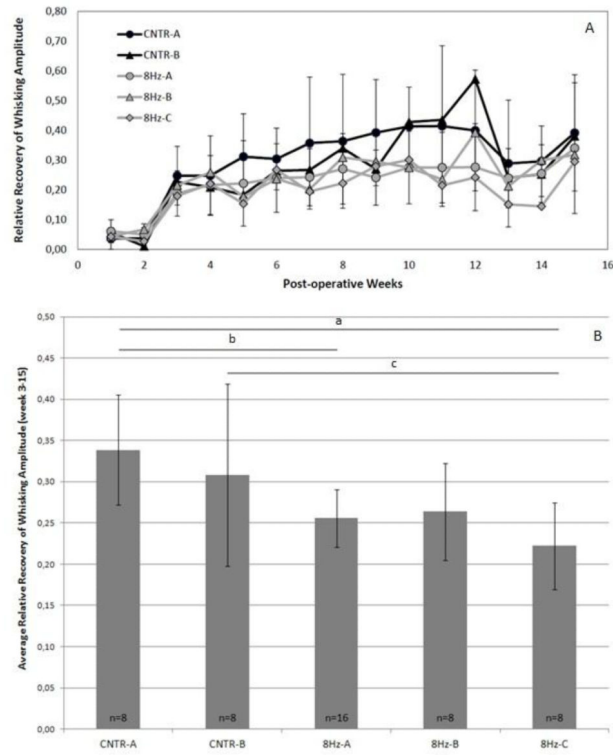 A
CNTR-A
CNTR-B
8Hz-A
8Hz-B
8Hz-C
Relative Recovery of Whisking Amplitude
0,80
0,70
0,60
0,50
0,40
0,30
0,20
0,10
0,00
0 2 4 6 8 10 12 14 16
Post-operative Weeks
B
a
b
c
Average Relative Recovery of Whisking Amplitude (week 3-15)
0,50
0,45
0,40
0,35
0,30
0,25
0,20
0,15
0,10
0,05
0,00
n=8 n=8 n=16 n=8 n=8
CNTR-A CNTR-B 8Hz-A 8Hz-B 8Hz-C